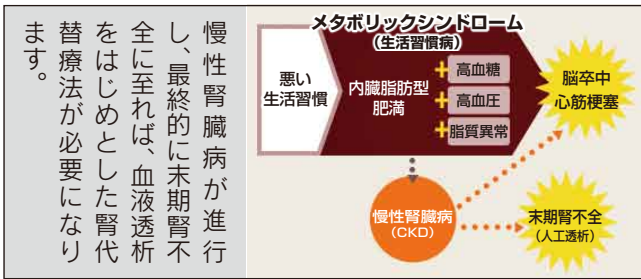 慢性腎臓病が進行
し、最終的に末期腎不
全に至れば、血液透析
をはじめとした腎代
替療法が必要になり
ます。
メタボリックシンドローム
(生活習慣病)
悪い
生活習慣
内臓脂肪型
肥満
+高血糖
+高血圧
+脂質異常
脳卒中
心筋梗塞
慢性腎臓病
(CKD)
末期腎不全
(人工透析)